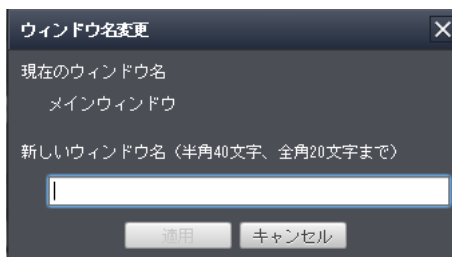 ウィンドウ名変更
現在のウィンドウ名
メインウィンドウ
新しいウィンドウ名（半角40文字、全角20文字まで）
適用 キャンセル